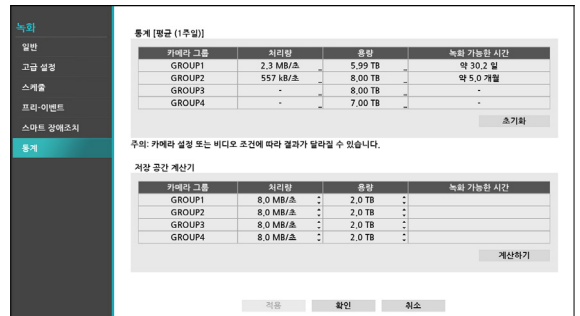 녹화
일반
고급 설정
스케줄
프리-이벤트
스마트 장애조치
통계
통계 [평균 (1주일)]
카메라 그룹 처리량 용량 녹화 가능한 시간
GROUP1 2,3 MB/초 5,99 TB 약 30,2 일
GROUP2 557 kB/초 8,00 TB 약 5,0 개월
GROUP3 - 8,00 TB -
GROUP4 - 7,00 TB -
초기화
주의: 카메라 설정 또는 비디오 조건에 따라 결과가 달라질 수 있습니다.
저장 공간 계산기
카메라 그룹 처리량 용량 녹화 가능한 시간
GROUP1 8,0 MB/초 2,0 TB
GROUP2 8,0 MB/초 2,0 TB
GROUP3 8,0 MB/초 2,0 TB
GROUP4 8,0 MB/초 2,0 TB
계산하기
적용 확인 취소